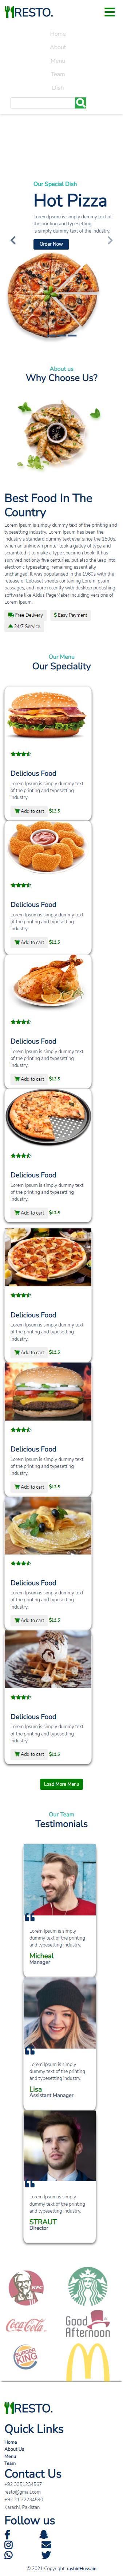 RESTO.
Home
About
Menu
Team
Our Special Dish
Hot Pizza
Lorem Ipsum is simply dummy text of
the printing and typesetting
is simply dummy text of the industry.
Order Now
About us
Why Choose Us?
Best Food In The
Country
Lorem Ipsum is simply dummy text of the printing and
typesetting industry. Lorem Ipsum has been the
industry's standard dummy text ever since the 1500s,
when an unknown printer took a galley of type and
scrambled it to make a type specimen book. It has
survived not only five centuries, but also the leap into
electronic typesetting, remaining essentially
unchanged. It was popularised in the 1960s with the
release of Letraset sheets containing Lorem Ipsum
passages, and more recently with desktop publishing
software like Aldus PageMaker including versions of
Lorem Ipsum.
Free Delivery
Easy Payment
24/7 Service
Our Menu
Our Speciality
Delicious Food
Lorem Ipsum is simply dummy text
of the printing and typesetting
industry.
Add to cart
Delicious Food
Lorem Ipsum is simply dummy text
of the printing and typesetting
industry.
Add to cart
Delicious Food
Lorem Ipsum is simply dummy text
of the printing and typesetting
industry.
Add to cart
Delicious Food
Lorem Ipsum is simply dummy text
of the printing and typesetting
industry.
Add to cart
Delicious Food
Lorem Ipsum is simply dummy text
of the printing and typesetting
industry.
Add to cart
Delicious Food
Lorem Ipsum is simply dummy text
of the printing and typesetting
industry.
Add to cart
Delicious Food
Lorem Ipsum is simply dummy text
of the printing and typesetting
industry.
Add to cart
Delicious Food
Lorem Ipsum is simply dummy text
of the printing and typesetting
industry.
Add to cart
Load More Menu
Our Team
Testimonials
Lorem Ipsum is simply
dummy text of the printing
and typesetting industry.
Micheal
Manager
Lorem Ipsum is simply
dummy text of the printing
and typesetting industry.
Lisa
Assistant Manager
Lorem Ipsum is simply
dummy text of the printing
and typesetting industry.
STRAUT
Director
KFC
Coca-Cola
Good
Afternoon
BURGER
KING
RESTO.
Quick Links
Home
About Us
Menu
Team
Contact Us
+92 3351234567
resto@gmail.com
+92 21 32234590
Karachi, Pakistan
Follow us
© 2021 Copyright: rashidHussain